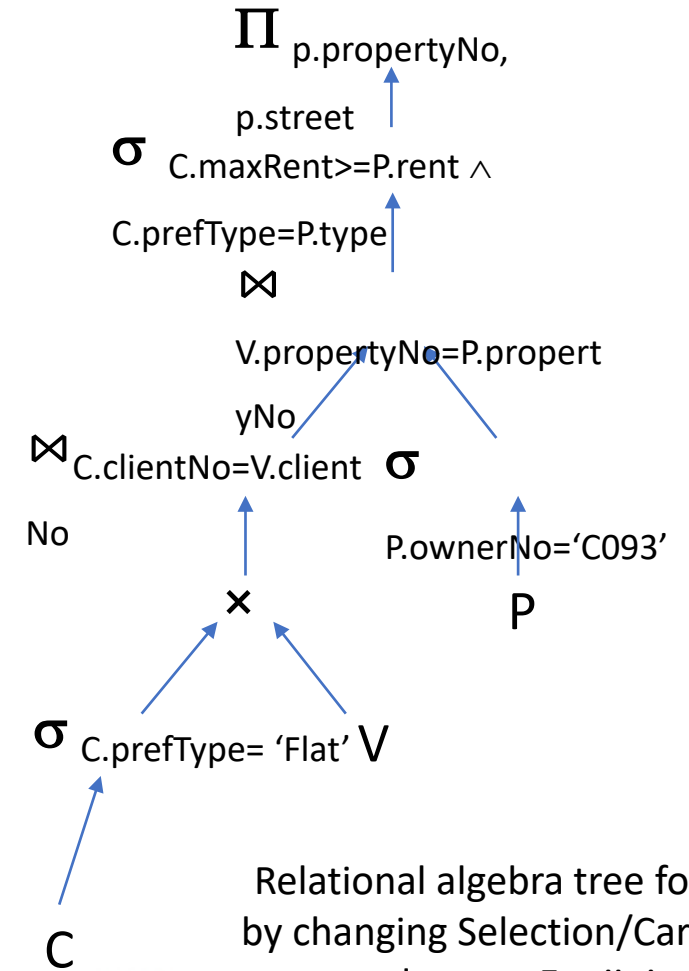 Π p.propertyNo,
p.street
σ C.maxRent>=P.rent ∧
C.prefType=P.type
⋈
V.propertyNo=P.propert
yNo
⋈ C.clientNo=V.client σ
No P.ownerNo=‘C093’
× P
σ C.prefType= ‘Flat’ V
C
Relational algebra tree fo
by changing Selection/Car